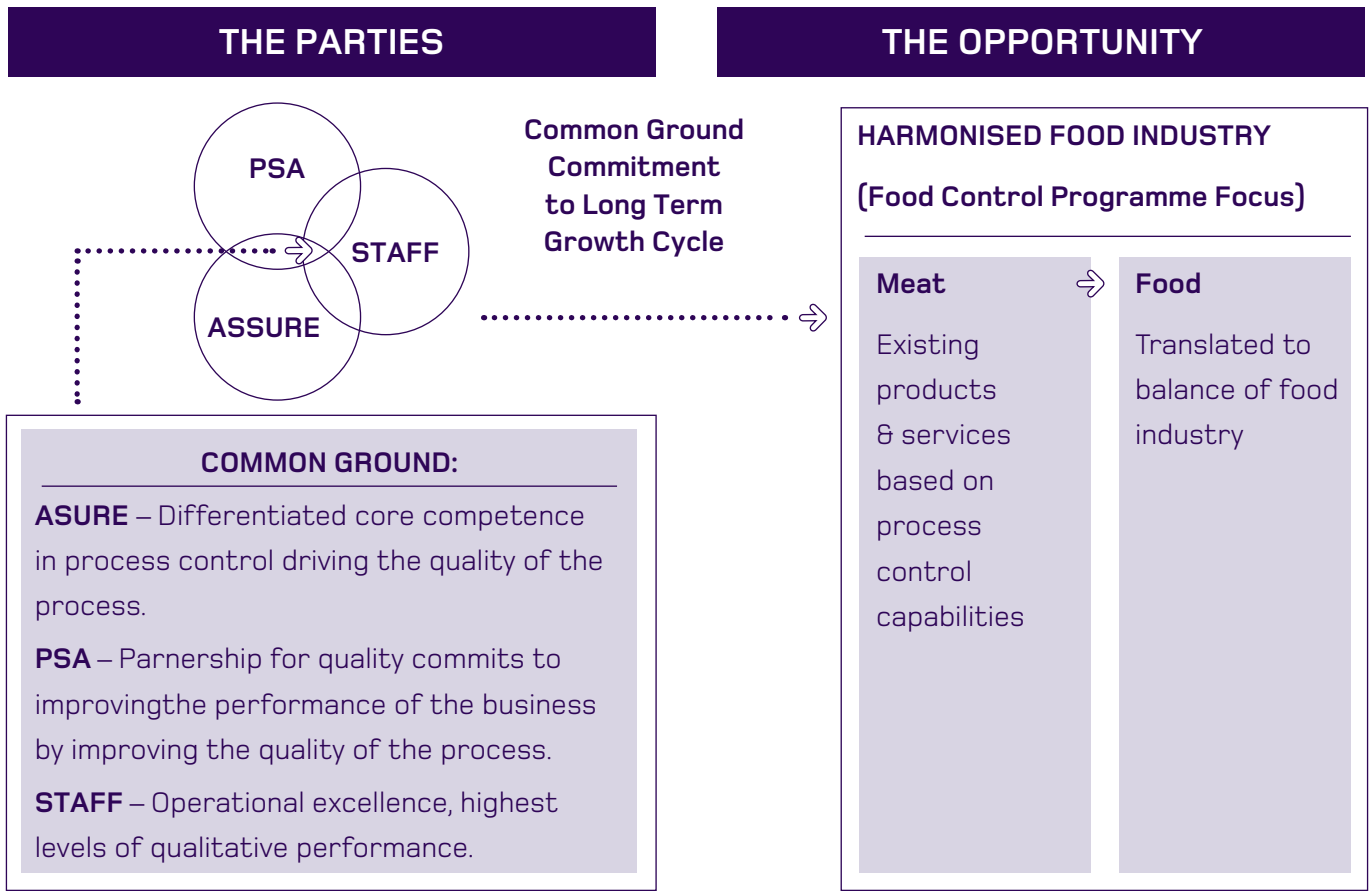 THE PARTIES
PSA
STAFF
ASSURE
Common Ground
Commitment
to Long Term
Growth Cycle
COMMON GROUND:
ASURE – Differentiated core competence
in process control driving the quality of the
process.
PSA – Parnership for quality commits to
improvingthe performance of the business
by improving the quality of the process.
STAFF – Operational excellence, highest
levels of qualitative performance.
THE OPPORTUNITY
HARMONISED FOOD INDUSTRY
(Food Control Programme Focus)
Meat
Existing
products
& services
based on
process
control
capabilities
Food
Translated to
balance of food
industry